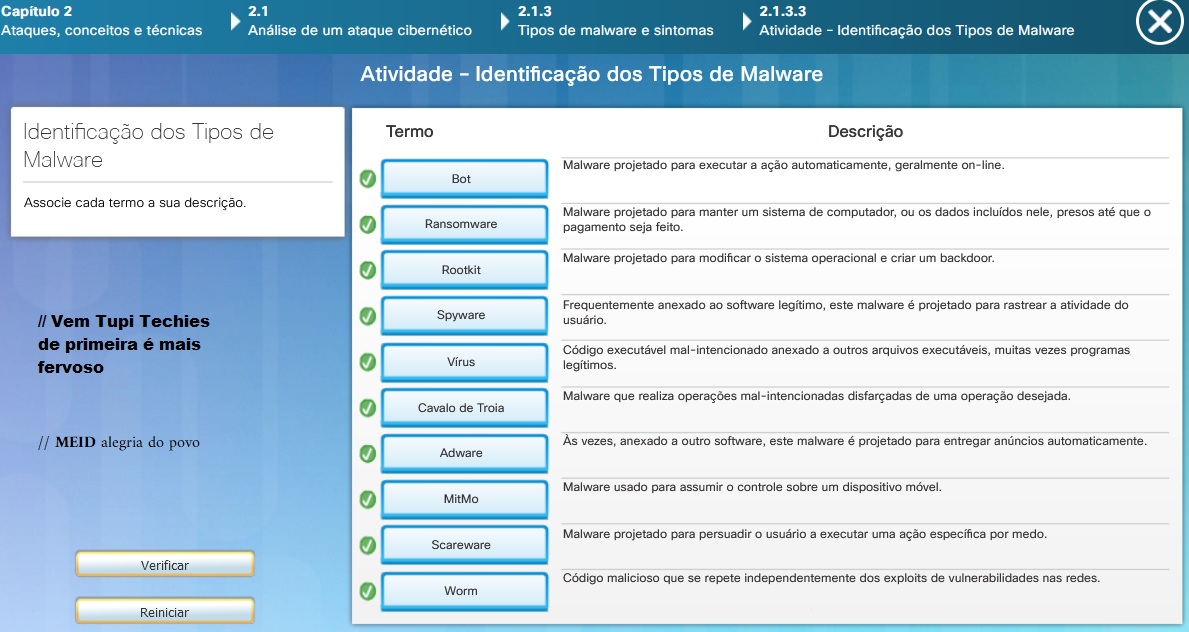 Capítulo 2
Ataques, conceitos e técnicas
2.1
Análise de um ataque cibernético
2.1.3
Tipos de malware e sintomas
2.1.3.3
Atividade – Identificação dos Tipos de Malware
Atividade – Identificação dos Tipos de Malware
Identificação dos Tipos de
Malware
Associe cada termo a sua descrição.
// Vem Tupi Techies
de primeira é mais
fervoso
// MEID alegria do povo
Verificar
Reiniciar
Termo
Descrição
Bot
Malware projetado para executar a ação automaticamente, geralmente on-line.
Ransomware
Malware projetado para manter um sistema de computador, ou os dados incluídos nele, presos até que o
pagamento seja feito.
Rootkit
Malware projetado para modificar o sistema operacional e criar um backdoor.
Spyware
Frequentemente anexado ao software legítimo, este malware é projetado para rastrear a atividade do
usuário.
Vírus
Código executável mal-intencionado anexado a outros arquivos executáveis, muitas vezes programas
legítimos.
Cavalo de Troia
Malware que realiza operações mal-intencionadas disfarçadas de uma operação desejada.
Adware
Às vezes, anexado a outro software, este malware é projetado para entregar anúncios automaticamente.
MitMo
Malware usado para assumir o controle sobre um dispositivo móvel.
Scareware
Malware projetado para persuadir o usuário a executar uma ação específica por medo.
Worm
Código malicioso que se repete independentemente dos exploits de vulnerabilidades nas redes.